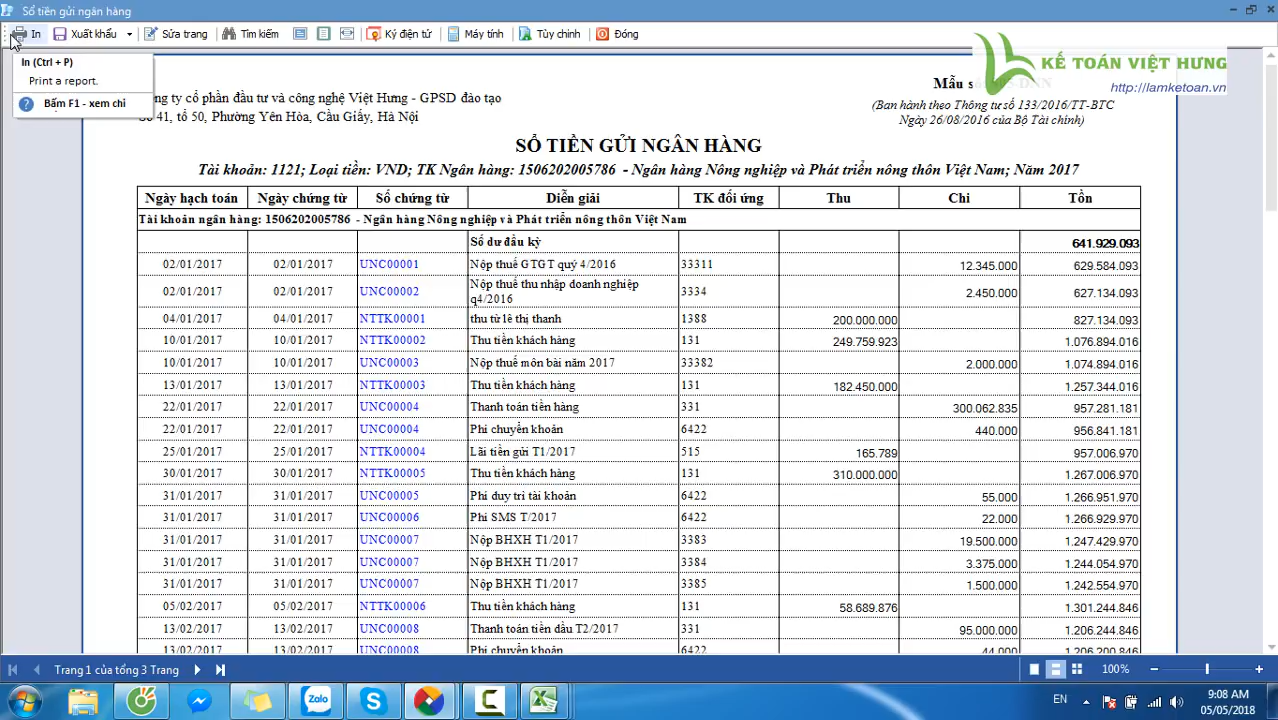 Sổ tiền gửi ngân hàng
In Xuất khẩu Sửa trang Tìm kiếm Ký điện tử Máy tính Tùy chỉnh Đóng
In (Ctrl + P)
Print a report.
Bấm F1 - xem chi
KẾ TOÁN VIỆT HƯNG
http://lamketoan.vn
Mẫu số DNN
ông ty cổ phần đầu tư và công nghệ Việt Hưng - GPSD đào tạo
Số 41, tổ 50, Phường Yên Hòa, Cầu Giấy, Hà Nội
(Ban hành theo Thông tư số 133/2016/TT-BTC
Ngày 26/08/2016 của Bộ Tài chính)
SỔ TIỀN GỬI NGÂN HÀNG
Tài khoản: 1121; Loại tiền: VND; TK Ngân hàng: 1506202005786 - Ngân hàng Nông nghiệp và Phát triển nông thôn Việt Nam; Năm 2017
Ngày hạch toán Ngày chứng từ Số chứng từ Diễn giải TK đối ứng Thu Chi Tồn
Tài khoản ngân hàng: 1506202005786 - Ngân hàng Nông nghiệp và Phát triển nông thôn Việt Nam
Số dư đầu kỳ 641.929.093
02/01/2017 02/01/2017 UNC00001 Nộp thuế GTGT quý 4/2016 33311 12.345.000 629.584.093
02/01/2017 02/01/2017 UNC00002 Nộp thuế thu nhập doanh nghiệp q4/2016 3334 2.450.000 627.134.093
04/01/2017 04/01/2017 NTTK00001 thu từ lê thị thanh 1388 200.000.000 827.134.093
10/01/2017 10/01/2017 NTTK00002 Thu tiền khách hàng 131 249.759.923 1.076.894.016
10/01/2017 10/01/2017 UNC00003 Nộp thuế môn bài năm 2017 33382 2.000.000 1.074.894.016
13/01/2017 13/01/2017 NTTK00003 Thu tiền khách hàng 131 182.450.000 1.257.344.016
22/01/2017 22/01/2017 UNC00004 Thanh toán tiền hàng 331 300.062.835 957.281.181
22/01/2017 22/01/2017 UNC00004 Phí chuyển khoản 6422 440.000 956.841.181
25/01/2017 25/01/2017 NTTK00004 Lãi tiền gửi T1/2017 515 165.789 957.006.970
30/01/2017 30/01/2017 NTTK00005 Thu tiền khách hàng 131 310.000.000 1.267.006.970
31/01/2017 31/01/2017 UNC00005 Phí duy trì tài khoản 6422 55.000 1.266.951.970
31/01/2017 31/01/2017 UNC00006 Phí SMS T/2017 6422 22.000 1.266.929.970
31/01/2017 31/01/2017 UNC00007 Nộp BHXH T1/2017 3383 19.500.000 1.247.429.970
31/01/2017 31/01/2017 UNC00007 Nộp BHXH T1/2017 3384 3.375.000 1.244.054.970
31/01/2017 31/01/2017 UNC00007 Nộp BHXH T1/2017 3385 1.500.000 1.242.554.970
05/02/2017 05/02/2017 NTTK00006 Thu tiền khách hàng 131 58.689.876 1.301.244.846
13/02/2017 13/02/2017 UNC00008 Thanh toán tiền dầu T2/2017 331 95.000.000 1.206.244.846
13/02/2017 13/02/2017 UNC00008 Phí chuyển khoản 6422 44.000 1.206.200.846
Trang 1 của tổng 3 Trang 100%
Zalo
EN 9:08 AM
05/05/2018